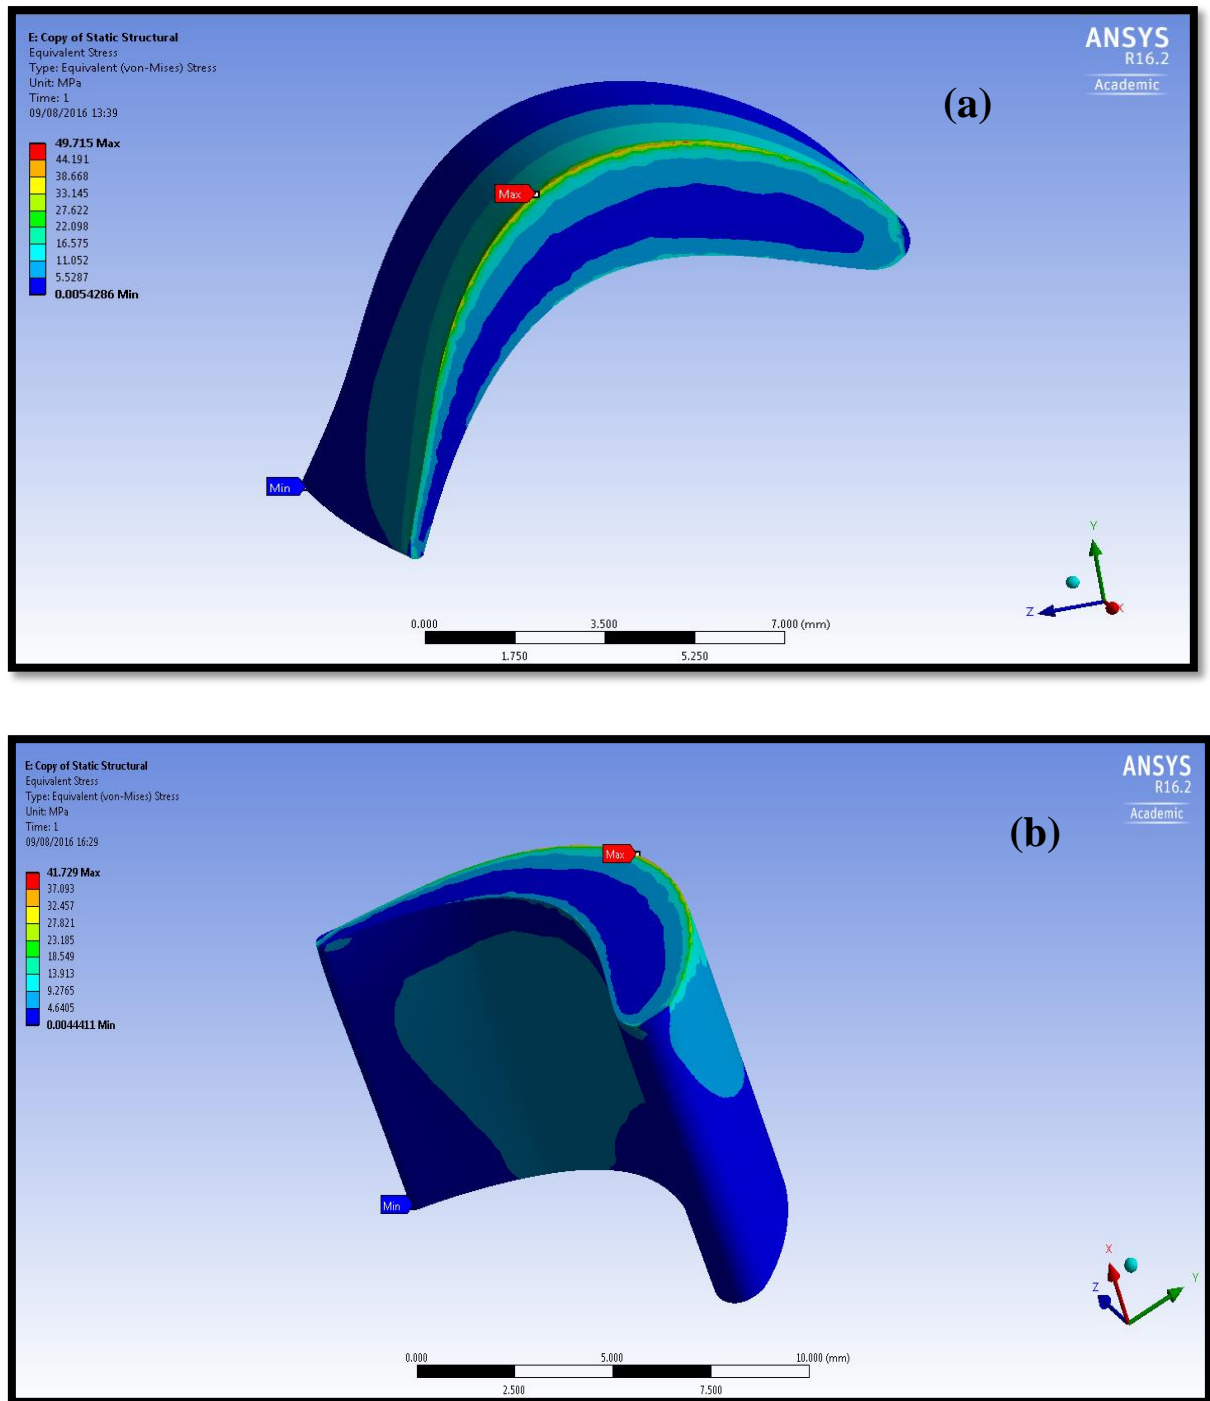 E: Copy of Static Structural
Equivalent Stress
Type: Equivalent (von-Mises) Stress
Unit: MPa
Time: 1
09/08/2016 13:39
49.715 Max
44.191
38.668
33.145
27.622
22.098
16.575
11.052
5.5287
0.0054286 Min
ANSYS
R16.2
Academic
(a)
Max
Min
Y
Z
X
0.000
3.500
7.000 (mm)
1.750
5.250
E: Copy of Static Structural
Equivalent Stress
Type: Equivalent (von-Mises) Stress
Unit: MPa
Time: 1
09/08/2016 16:29
41.729 Max
37.093
32.457
27.821
23.185
18.549
13.913
9.2765
4.6405
0.0044411 Min
ANSYS
R16.2
Academic
(b)
Max
Min
X
Z
Y
0.000
5.000
10.000 (mm)
2.500
7.500